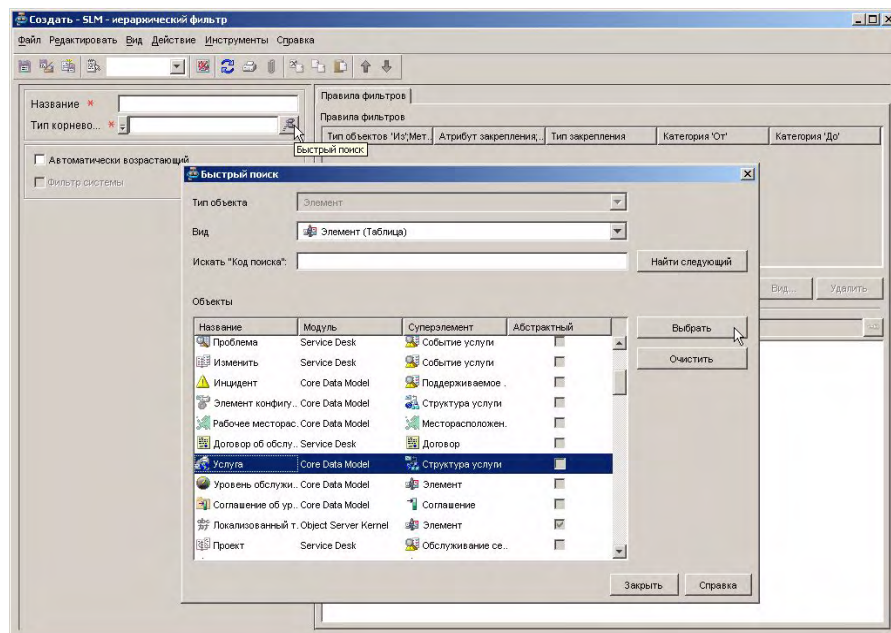 Создать - SLM - иерархический фильтр
Файл Редактировать Вид Действие Инструменты Справка
Название *
Тип корнево... *
Быстрый поиск
Автоматически возрастающий
Фильтр системы
Правила фильтров
Правила фильтров
Тип объектов 'Из';Мет.. Атрибут закрепления;.. Тип закрепления Категория 'От' Категория 'До'
Вид... Удалить
Быстрый поиск
Тип объекта Элемент
Вид Элемент (Таблица)
Искать "Код поиска": Найти следующий
Объекты
Название Модуль Суперэлемент Абстрактный
Проблема Service Desk Событие услуги
Изменить Service Desk Событие услуги
Инцидент Core Data Model Поддерживаемое .
Элемент конфигу.. Core Data Model Структура услуги
Рабочее месторас. Core Data Model Месторасположен.
Договор об обслу.. Service Desk Договор
Услуга Core Data Model Структура услуги
Уровень обслужи.. Core Data Model Элемент
Соглашение об ур.. Core Data Model Соглашение
Локализованный т. Object Server Kernel Элемент
Проект Service Desk Обслуживание се..
Выбрать
Очистить
Закрыть Справка